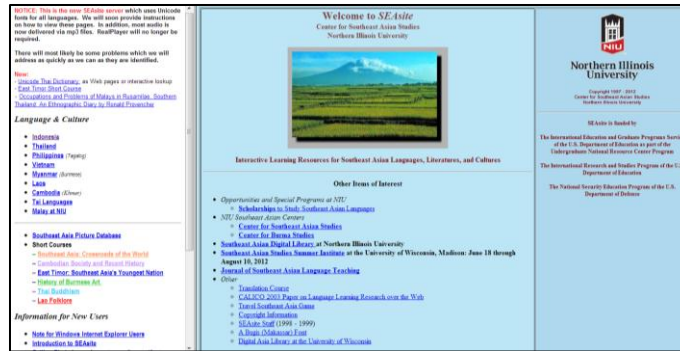 NOTICE: This is the new SEAsite server which uses Unicode
fonts for all languages. We will soon provide instructions
on how to view these pages. In addition, most audio is
now delivered via mp3 files. RealPlayer will no longer be
required.
There will most likely be some problems which we will
address as quickly as we can as they are identified.
New:
- Unicode Thai Dictionary, as Web pages or interactive lookup
- East Timor Short Course
- Occupations and Problems of Malays in Rusamilae, Southern
Thailand. An Ethnographic Diary by Ronald Provencher
Language & Culture
Indonesia
Thailand
Philippines (Tagalog)
Vietnam
Myanmar (Burmese)
Laos
Cambodia (Khmer)
Tai Languages
Malay at NIU
Southeast Asia Picture Database
Short Courses
– Southeast Asia: Crossroads of the World
– Cambodian Society and Recent History
– East Timor: Southeast Asia's Youngest Nation
– History of Burmese Art
– Thai Buddhism
– Lao Folklore
Information for New Users
Note for Windows Internet Explorer Users
Introduction to SEAsite
Welcome to SEAsite
Center for Southeast Asian Studies
Northern Illinois University
Interactive Learning Resources for Southeast Asian Languages, Literatures, and Cultures
Other Items of Interest
Opportunities and Special Programs at NIU
Scholarships to Study Southeast Asian Languages
NIU Southeast Asian Centers
Center for Southeast Asian Studies
Center for Burma Studies
Southeast Asian Digital Library at Northern Illinois University
Southeast Asian Studies Summer Institute at the University of Wisconsin, Madison: June 18 through
August 10, 2012
Journal of Southeast Asian Language Teaching
Other
Translation Course
CALICO 2003 Paper on Language Learning Research over the Web
Travel Southeast Asia Game
Copyright Information
SEAsite Staff (1998 - 1999)
A Bugis (Makassar) Font
Digital Asia Library at the University of Wisconsin
NIU
Northern Illinois
University
Copyright 1997 - 2012
Center for Southeast Asian Studies
Northern Illinois University
SEAsite is funded by
The International Education and Graduate Programs Servi
of the U.S. Department of Education as part of the
Undergraduate National Resource Center Program
The International Research and Studies Program of the U.S.
Department of Education
The National Security Education Program of the U.S.
Department of Defense